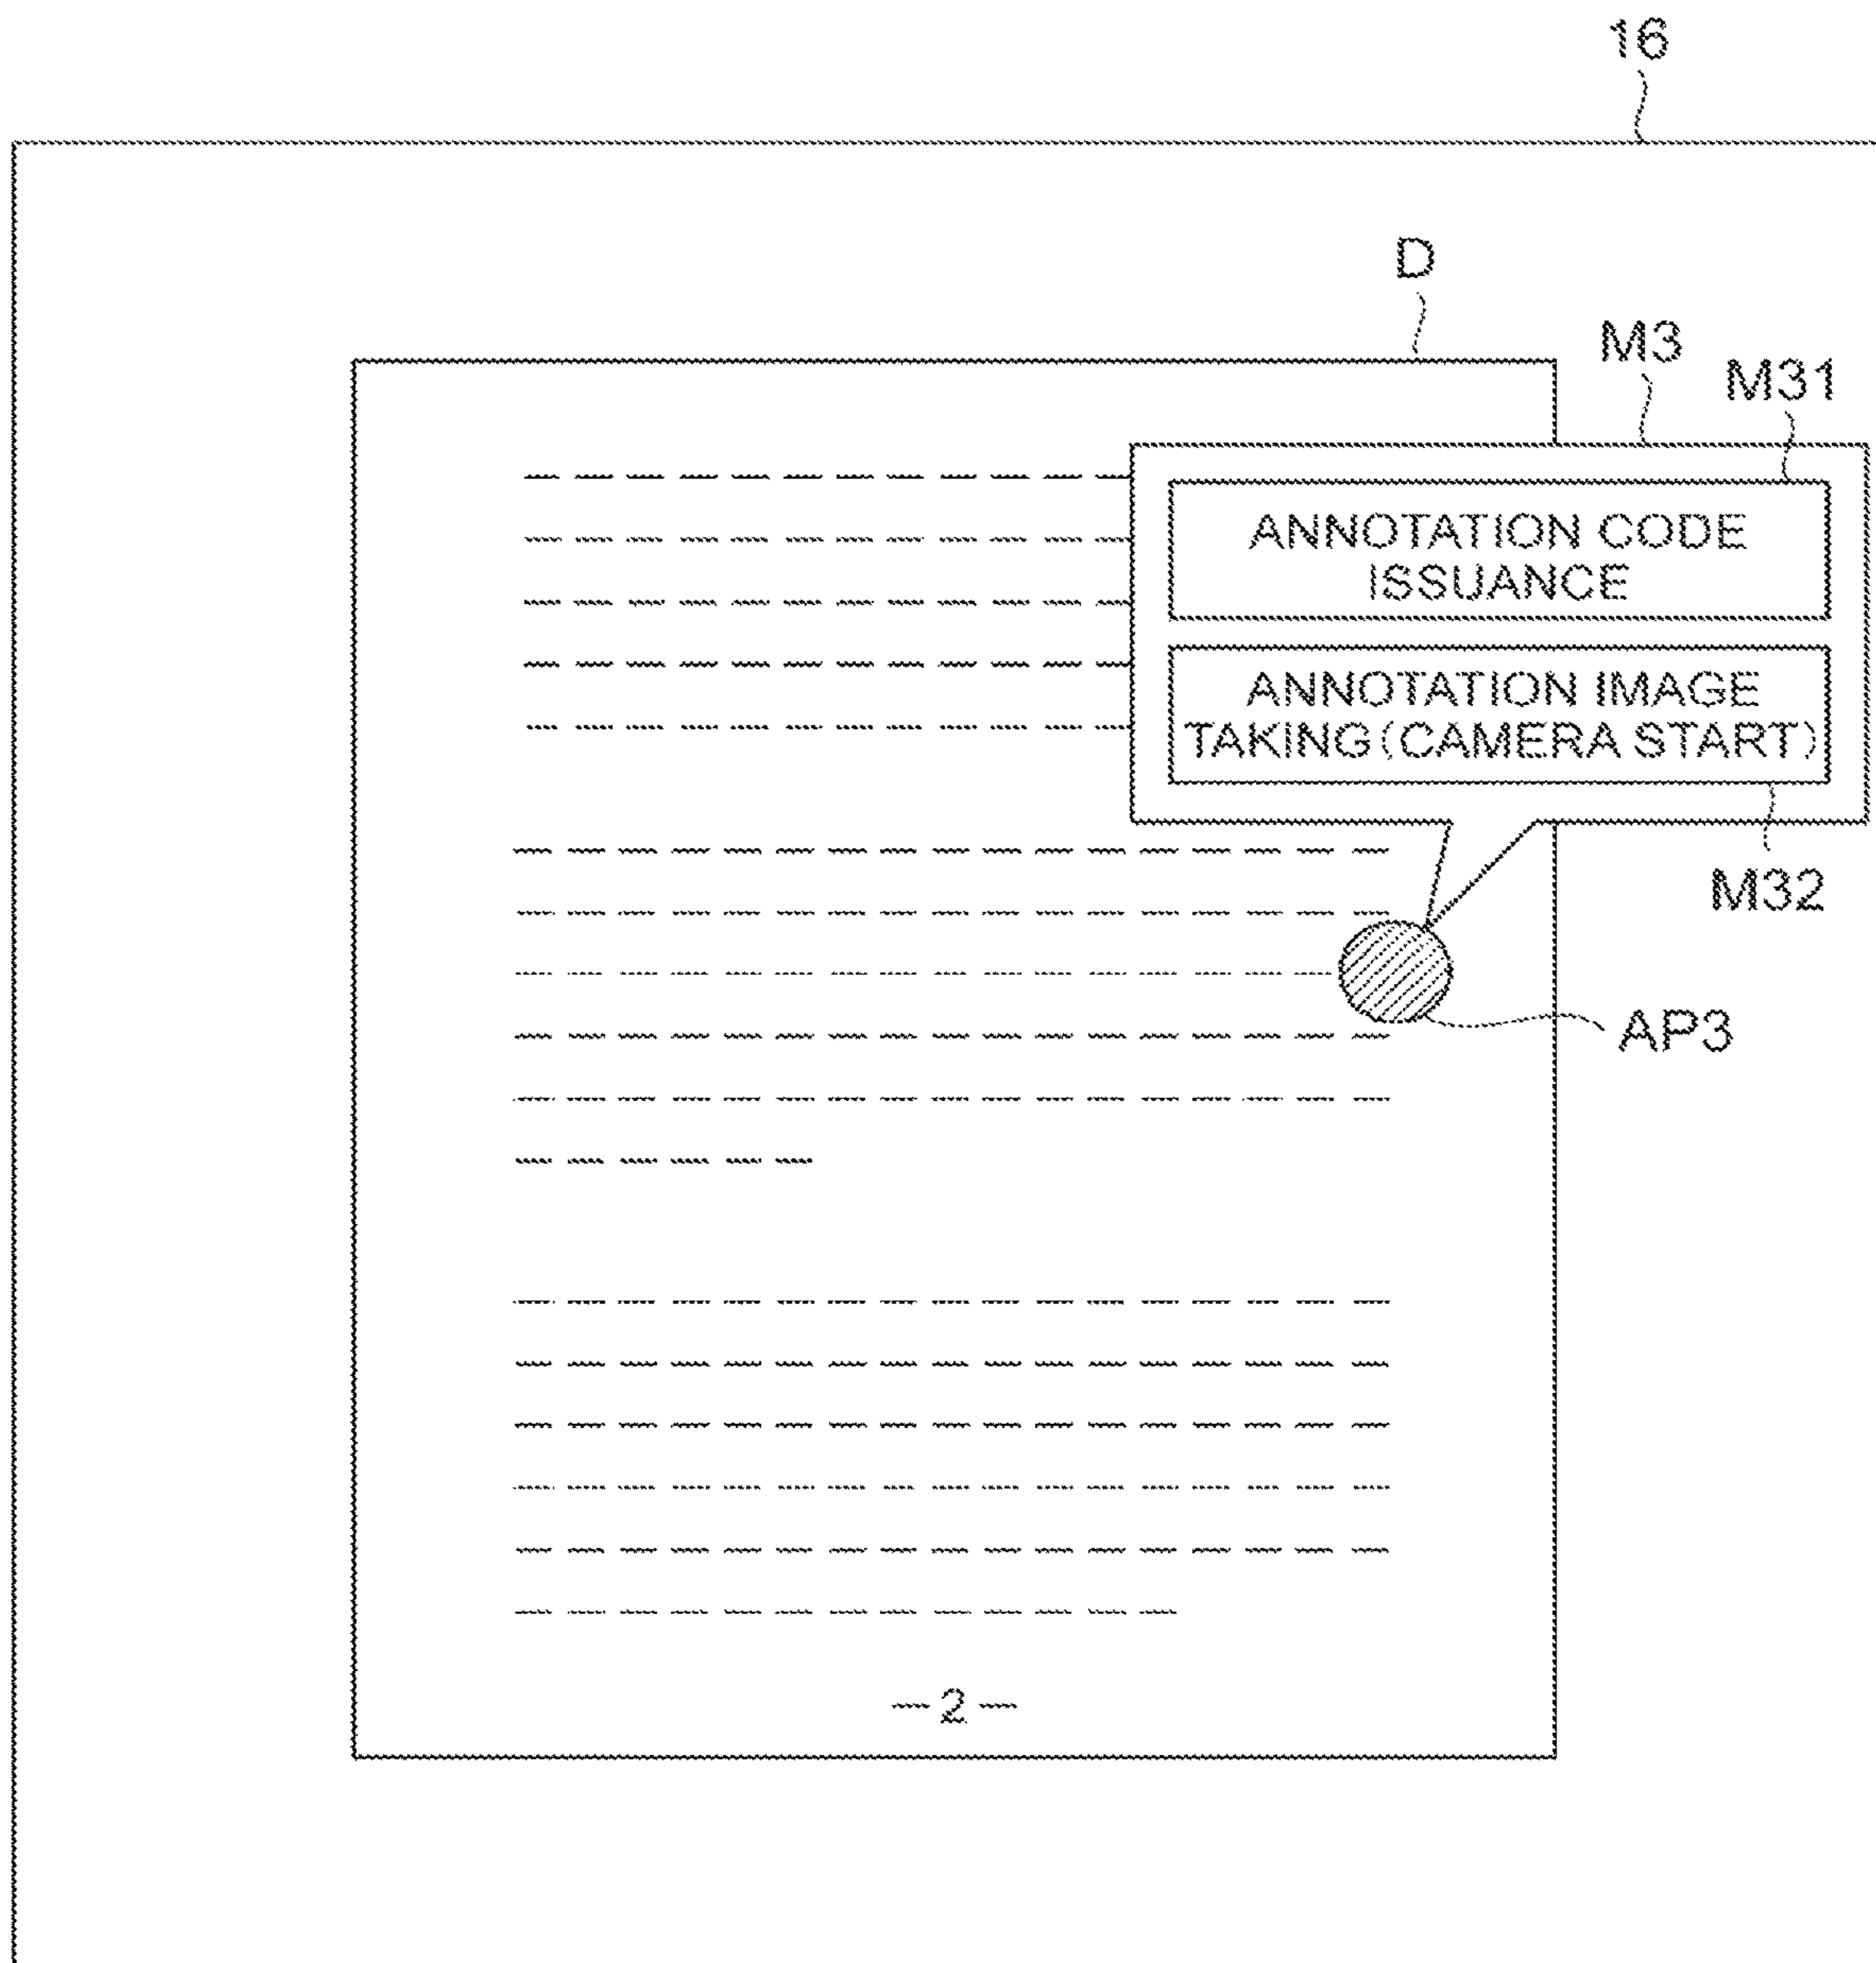 16
D
M3
M31
ANNOTATION CODE
ISSUANCE
ANNOTATION IMAGE
TAKING(CAMERA START)
M32
AP3
—2—